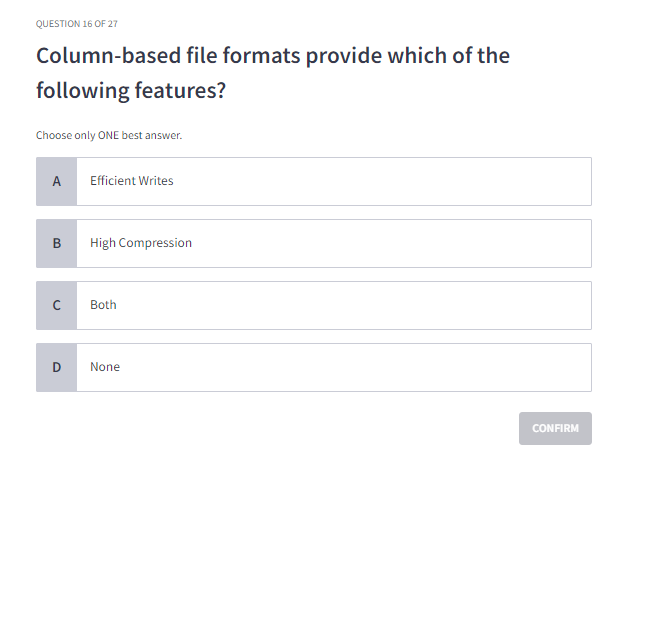 QUESTION 16 OF 27
Column-based file formats provide which of the
following features?
Choose only ONE best answer.
A Efficient Writes
B High Compression
C Both
D None
CONFIRM